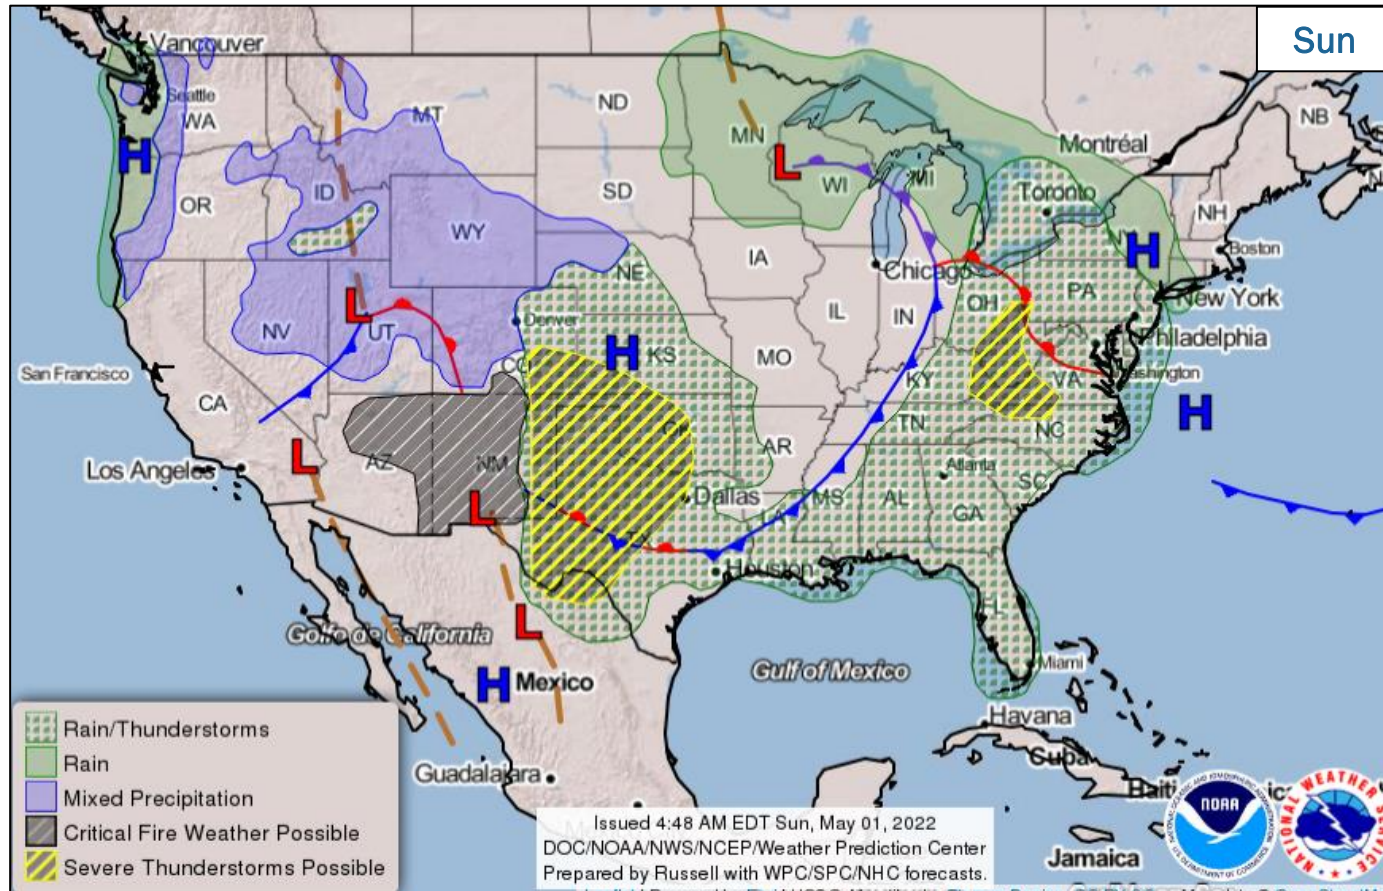 Sun
Vancouver
Seattle
WA
MT
ND
MN
Montréal
NB
OR
ID
SD
WI
MI
Toronto
NH
WY
Boston
IA
NE
Chicago
OH
PA
New York
NV
UT
Denver
IL
IN
Philadelphia
San Francisco
CO
KS
MO
KY
VA
Washington
CA
TN
NC
Los Angeles
AZ
NM
OK
AR
Atlanta
SC
Dallas
MS
AL
GA
LA
Houston
FL
Golfo de California
Gulf of Mexico
Miami
Mexico
Havana
Cuba
Guadalajara
Jamaica
H
H
H
H
H
L
L
L
L
L
Rain/Thunderstorms
Rain
Mixed Precipitation
Critical Fire Weather Possible
Severe Thunderstorms Possible
Issued 4:48 AM EDT Sun, May 01, 2022
DOC/NOAA/NWS/NCEP/Weather Prediction Center
Prepared by Russell with WPC/SPC/NHC forecasts.
NOAA
NATIONAL WEATHER SERVICE